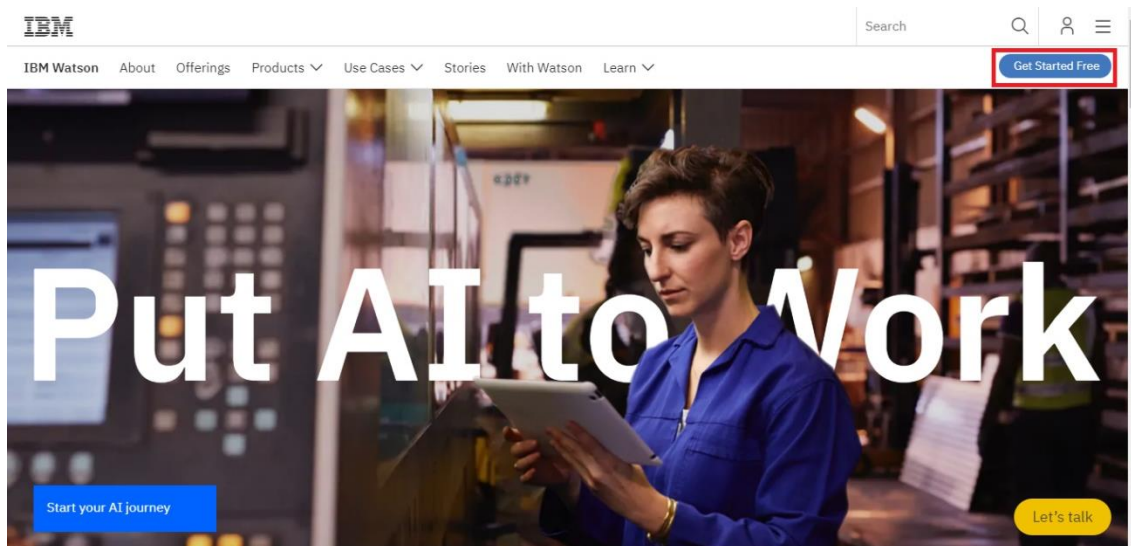 IBM
Search
IBM Watson About Offerings Products Use Cases Stories With Watson Learn
Get Started Free
Put AI to Work
Start your AI journey
Let's talk